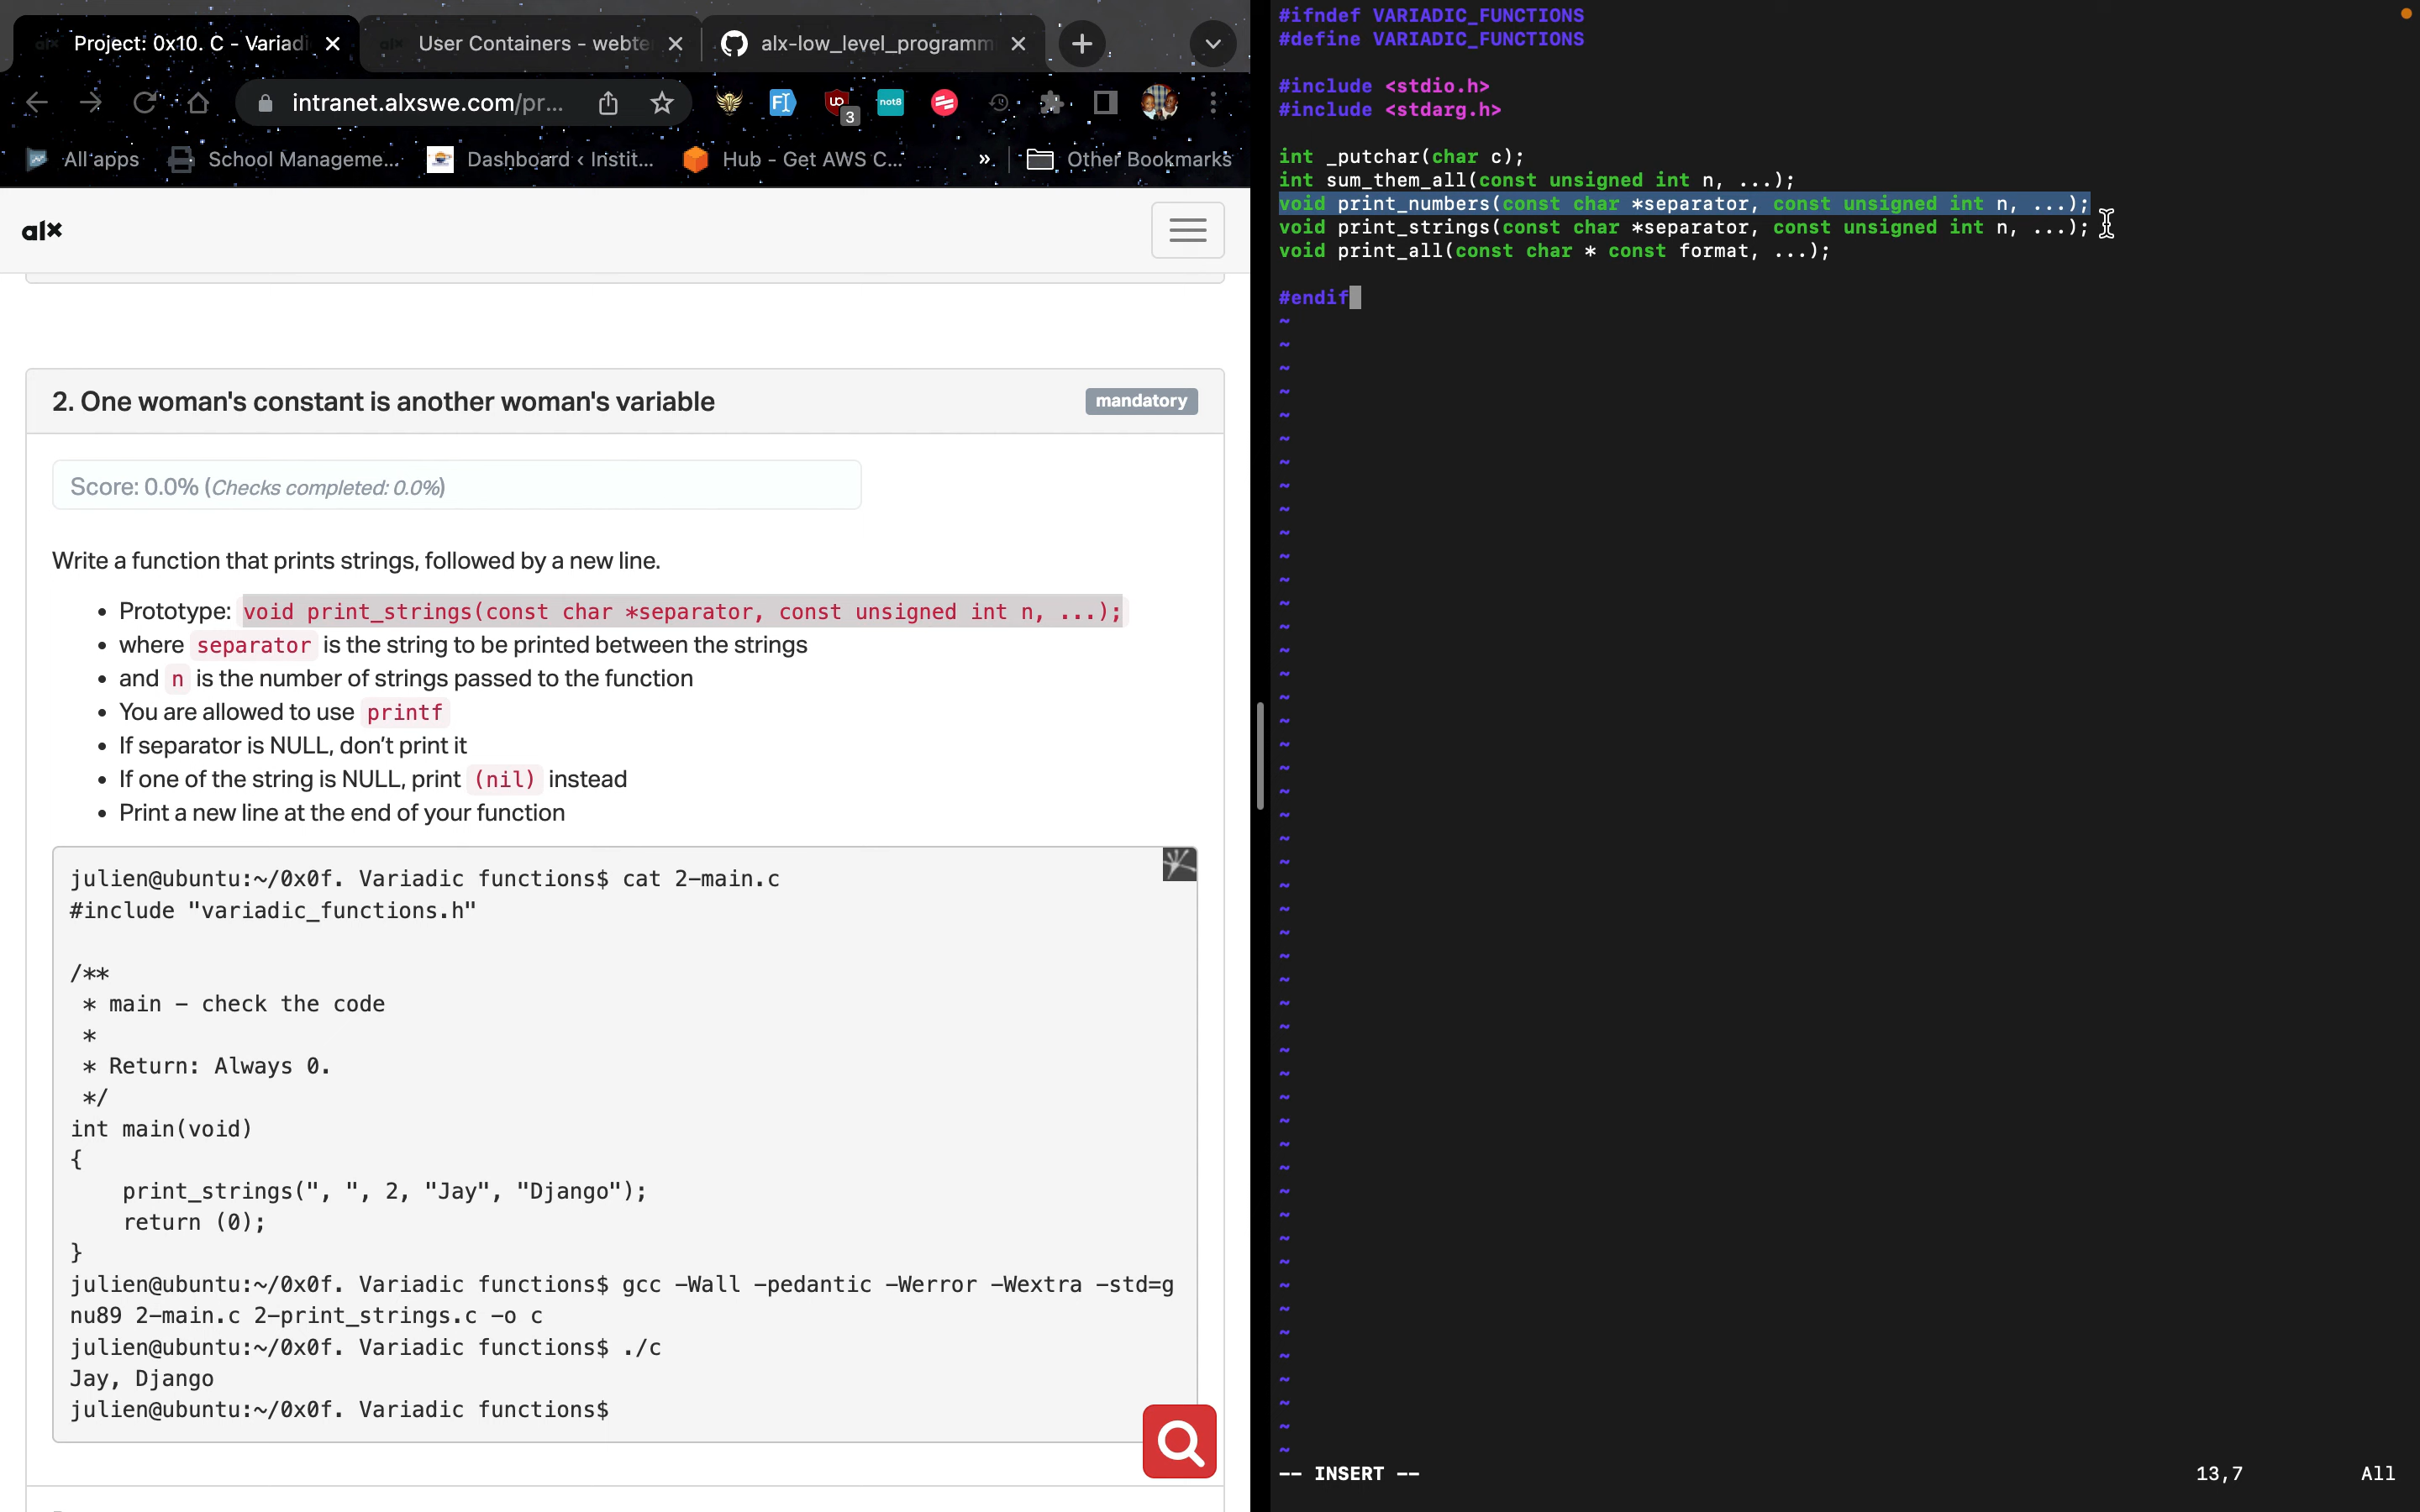 Project: 0x10. C - Variadi
User Containers - webte
alx-low_level_programm
intranet.alxswe.com/pr...
3
not8
All apps
School Manageme...
Dashboard ‹ Instit...
Hub - Get AWS C...
»
Other Bookmarks
alx
2. One woman's constant is another woman's variable
mandatory
Score: 0.0% (Checks completed: 0.0%)
Write a function that prints strings, followed by a new line.
• Prototype: void print_strings(const char *separator, const unsigned int n, ...);
• where separator is the string to be printed between the strings
• and n is the number of strings passed to the function
• You are allowed to use printf
• If separator is NULL, don’t print it
• If one of the string is NULL, print (nil) instead
• Print a new line at the end of your function
julien@ubuntu:~/0x0f. Variadic functions$ cat 2-main.c
#include "variadic_functions.h"
/**
* main - check the code
*
* Return: Always 0.
*/
int main(void)
{
print_strings(", ", 2, "Jay", "Django");
return (0);
}
julien@ubuntu:~/0x0f. Variadic functions$ gcc -Wall -pedantic -Werror -Wextra -std=g
nu89 2-main.c 2-print_strings.c -o c
julien@ubuntu:~/0x0f. Variadic functions$ ./c
Jay, Django
julien@ubuntu:~/0x0f. Variadic functions$
#ifndef VARIADIC_FUNCTIONS
#define VARIADIC_FUNCTIONS
#include <stdio.h>
#include <stdarg.h>
int _putchar(char c);
int sum_them_all(const unsigned int n, ...);
void print_numbers(const char *separator, const unsigned int n, ...);
void print_strings(const char *separator, const unsigned int n, ...);
void print_all(const char * const format, ...);
#endif
-- INSERT --
13,7
All